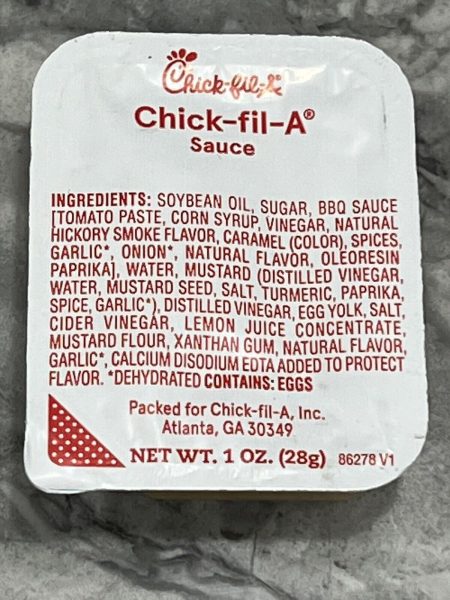 Chick-fil-A
Chick-fil-A®
Sauce
INGREDIENTS: SOYBEAN OIL, SUGAR, BBQ SAUCE
[TOMATO PASTE, CORN SYRUP, VINEGAR, NATURAL
HICKORY SMOKE FLAVOR, CARAMEL (COLOR), SPICES,
GARLIC*, ONION*, NATURAL FLAVOR, OLEORESIN
PAPRIKA], WATER, MUSTARD (DISTILLED VINEGAR,
WATER, MUSTARD SEED, SALT, TURMERIC, PAPRIKA,
SPICE, GARLIC*), DISTILLED VINEGAR, EGG YOLK, SALT,
CIDER VINEGAR, LEMON JUICE CONCENTRATE,
MUSTARD FLOUR, XANTHAN GUM, NATURAL FLAVOR,
GARLIC*, CALCIUM DISODIUM EDTA ADDED TO PROTECT
FLAVOR. *DEHYDRATED CONTAINS: EGGS
Packed for Chick-fil-A, Inc.
Atlanta, GA 30349
NET WT. 1 OZ. (28g) 86278 V1